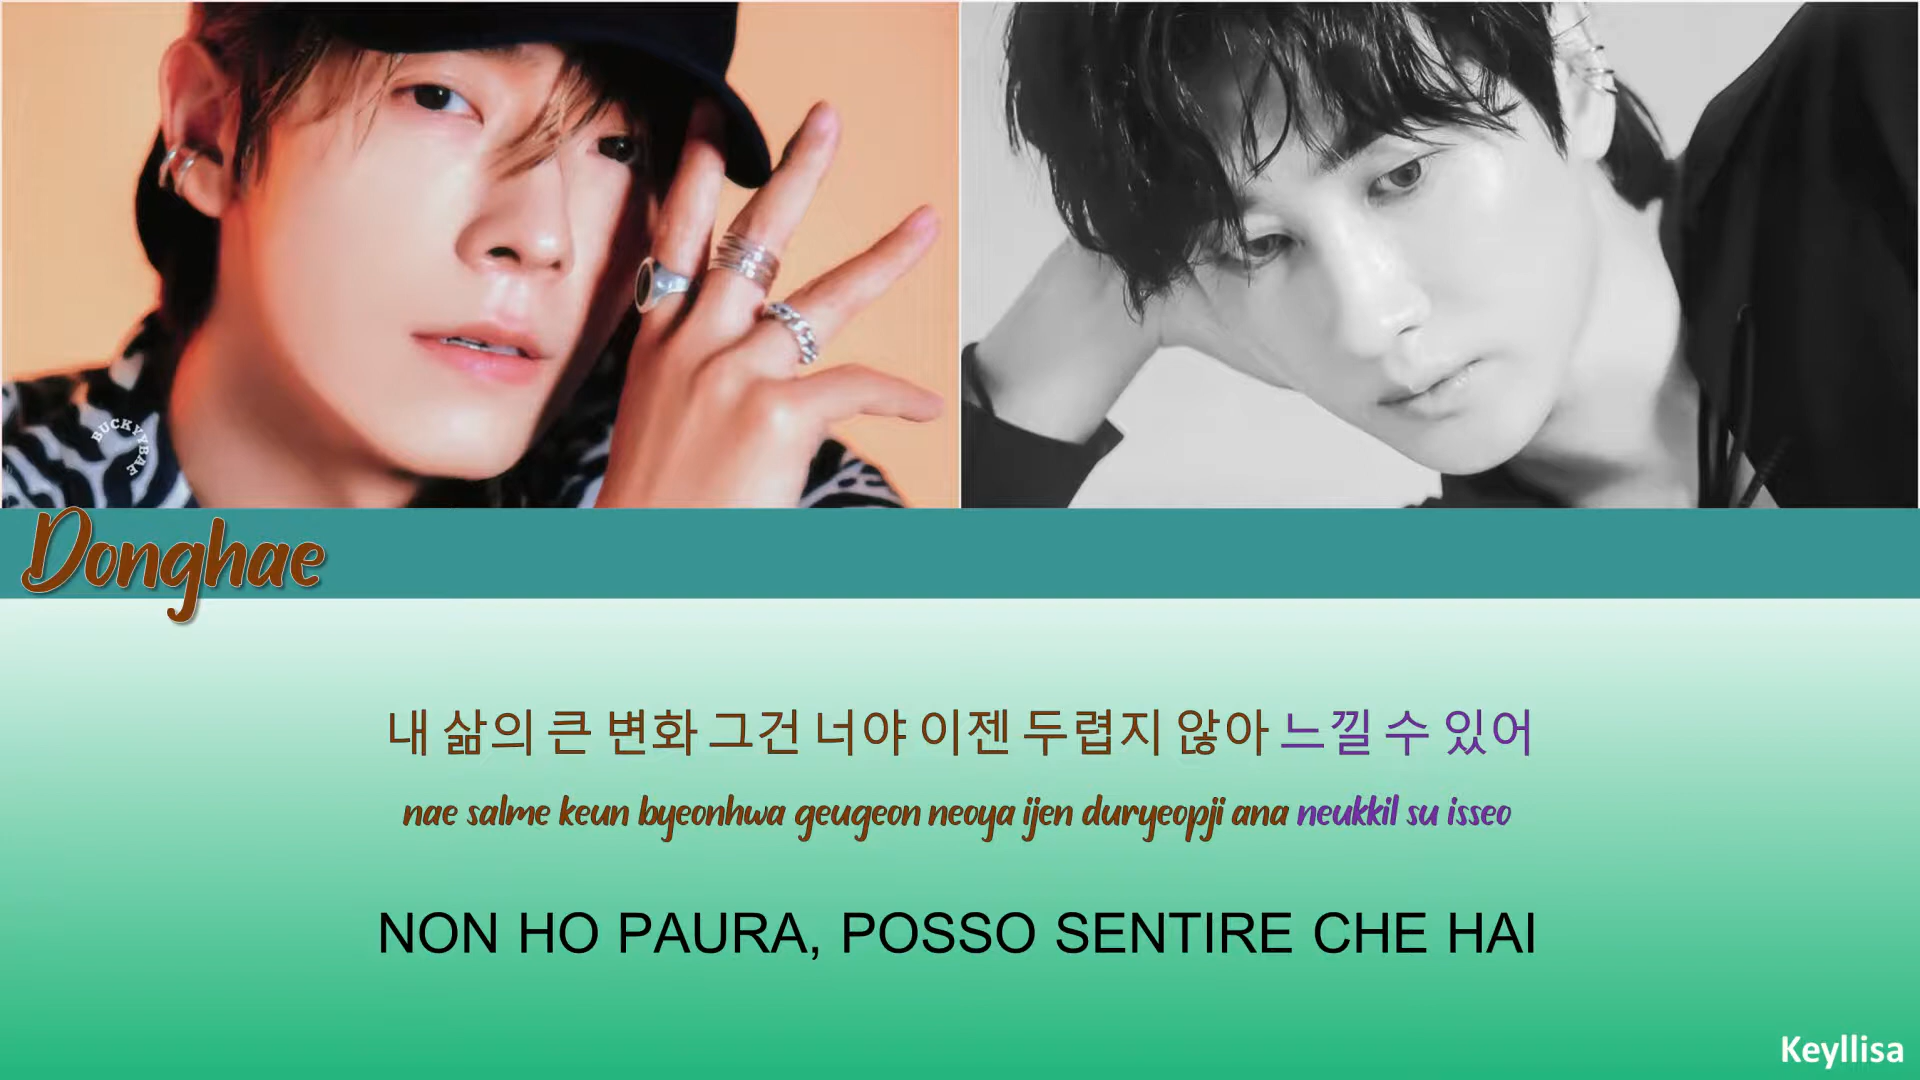 BUCKYYBAE
Donghae
내 삶의 큰 변화 그건 너야 이젠 두렵지 않아 느낄 수 있어
nae salme keun byeonhwa geugeon neoya ijen duryeopji ana neukkil su isseo
NON HO PAURA, POSSO SENTIRE CHE HAI
Keyllisa